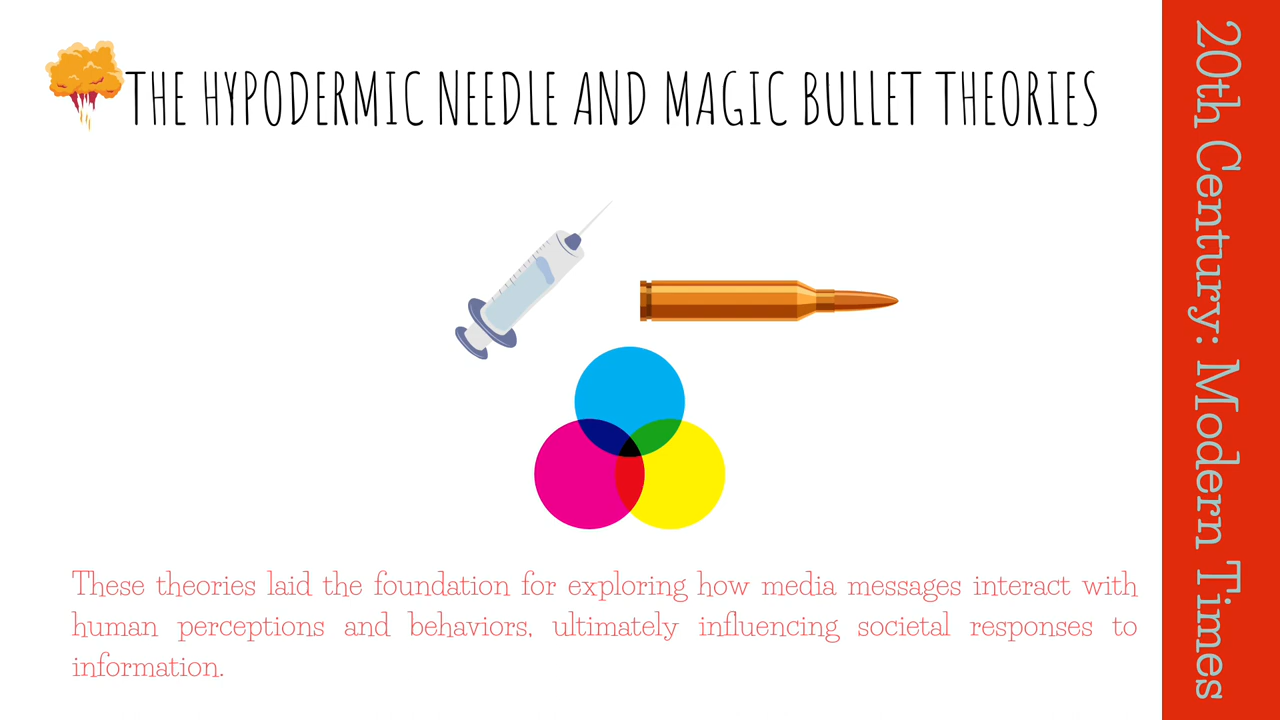 THE HYPODERMIC NEEDLE AND MAGIC BULLET THEORIES
These theories laid the foundation for exploring how media messages interact with
human perceptions and behaviors, ultimately influencing societal responses to
information.
20th Century: Modern Times